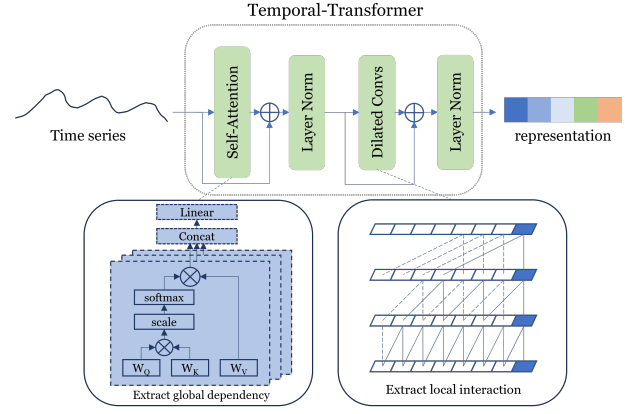 Temporal-Transformer
Time series
Self-Attention
Layer Norm
Dilated Convs
Layer Norm
representation
Linear
Concat
softmax
scale
W_Q
W_K
W_V
Extract global dependency
Extract local interaction